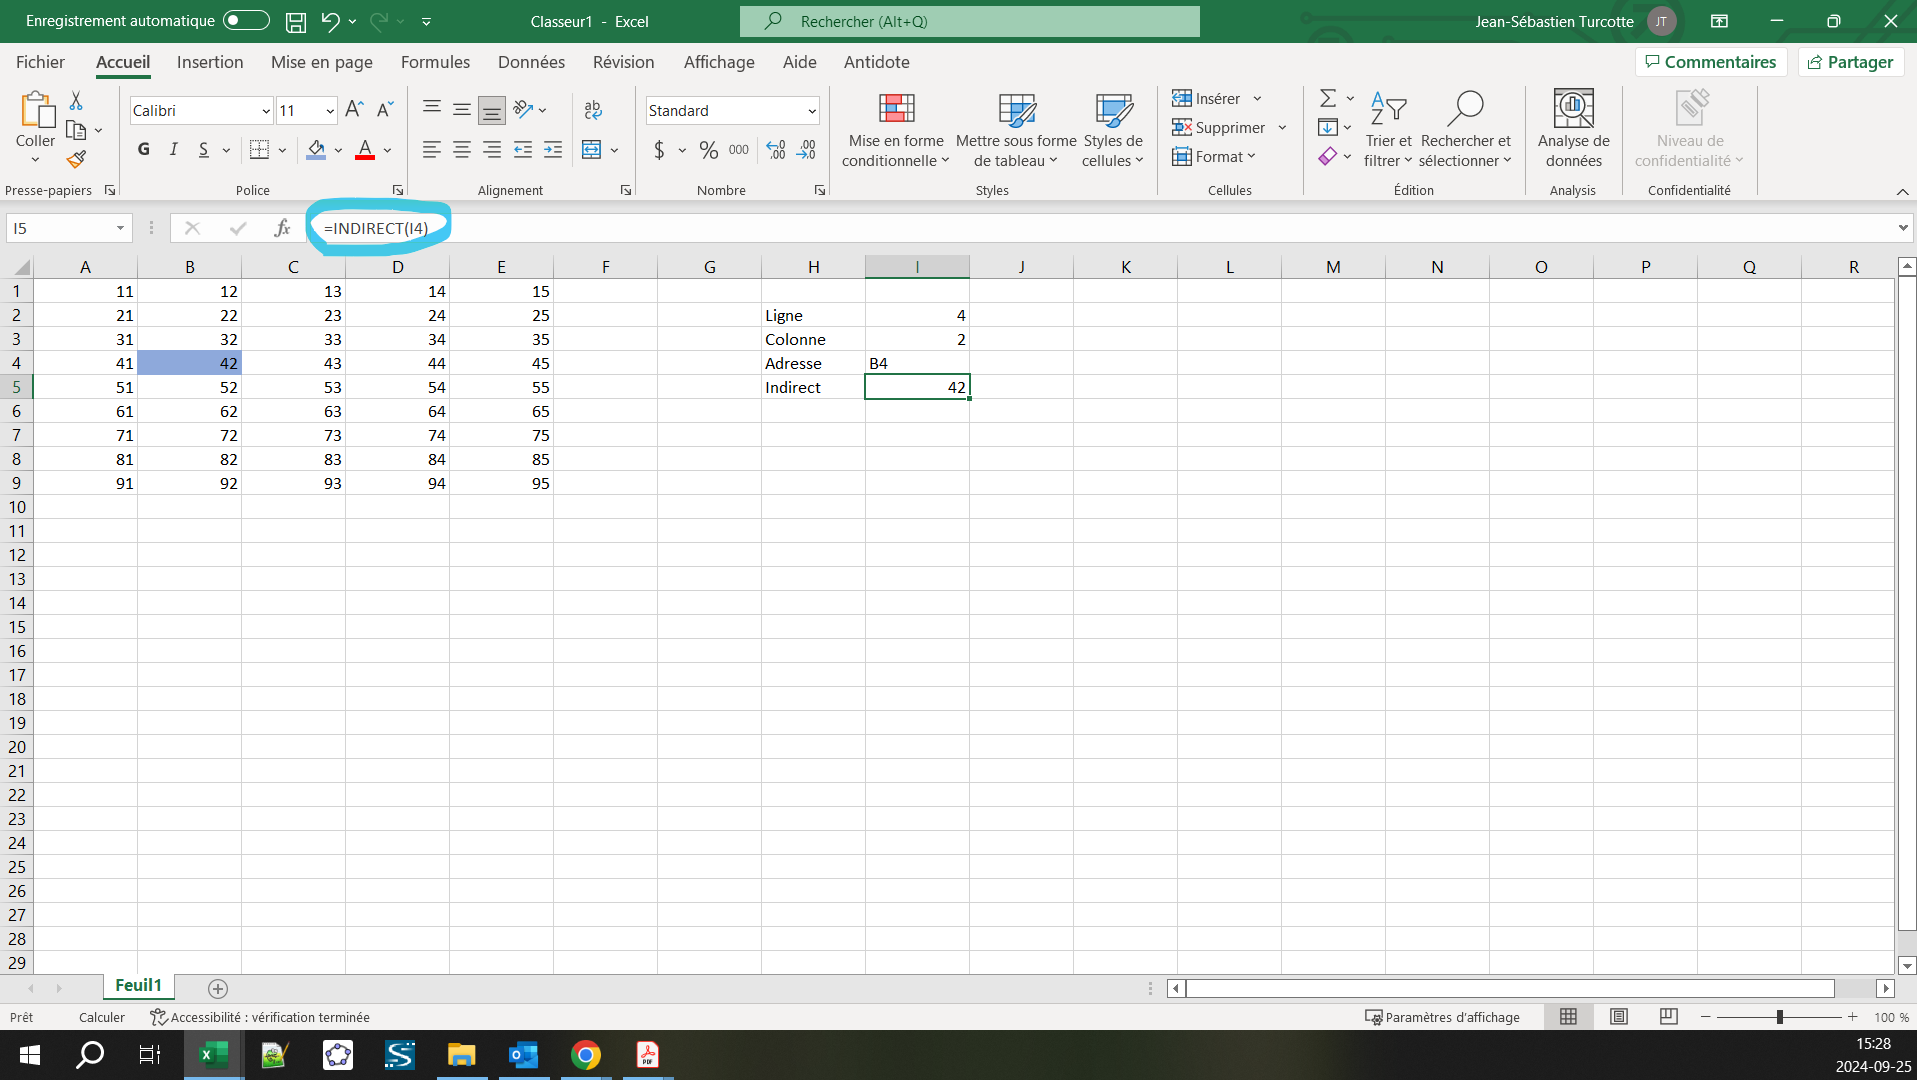 Enregistrement automatique
Classeur1 - Excel
Rechercher (Alt+Q)
Jean-Sébastien Turcotte JT
Fichier Accueil Insertion Mise en page Formules Données Révision Affichage Aide Antidote
Commentaires Partager
Coller
Presse-papiers
Calibri 11
G I S
Police
ab
Alignement
Standard
$ % 000
Nombre
Mise en forme conditionnelle
Mettre sous forme de tableau
Styles de cellules
Styles
Insérer
Supprimer
Format
Cellules
Trier et filtrer
Rechercher et sélectionner
Édition
Analyse de données
Analysis
Niveau de confidentialité
Confidentialité
I5 fx =INDIRECT(I4)
A B C D E F G H I J K L M N O P Q R
1 11 12 13 14 15
2 21 22 23 24 25 Ligne 4
3 31 32 33 34 35 Colonne 2
4 41 42 43 44 45 Adresse B4
5 51 52 53 54 55 Indirect 42
6 61 62 63 64 65
7 71 72 73 74 75
8 81 82 83 84 85
9 91 92 93 94 95
10
11
12
13
14
15
16
17
18
19
20
21
22
23
24
25
26
27
28
29
Feuil1
Prêt Calculer Accessibilité : vérification terminée Paramètres d'affichage 100 %
15:28
2024-09-25